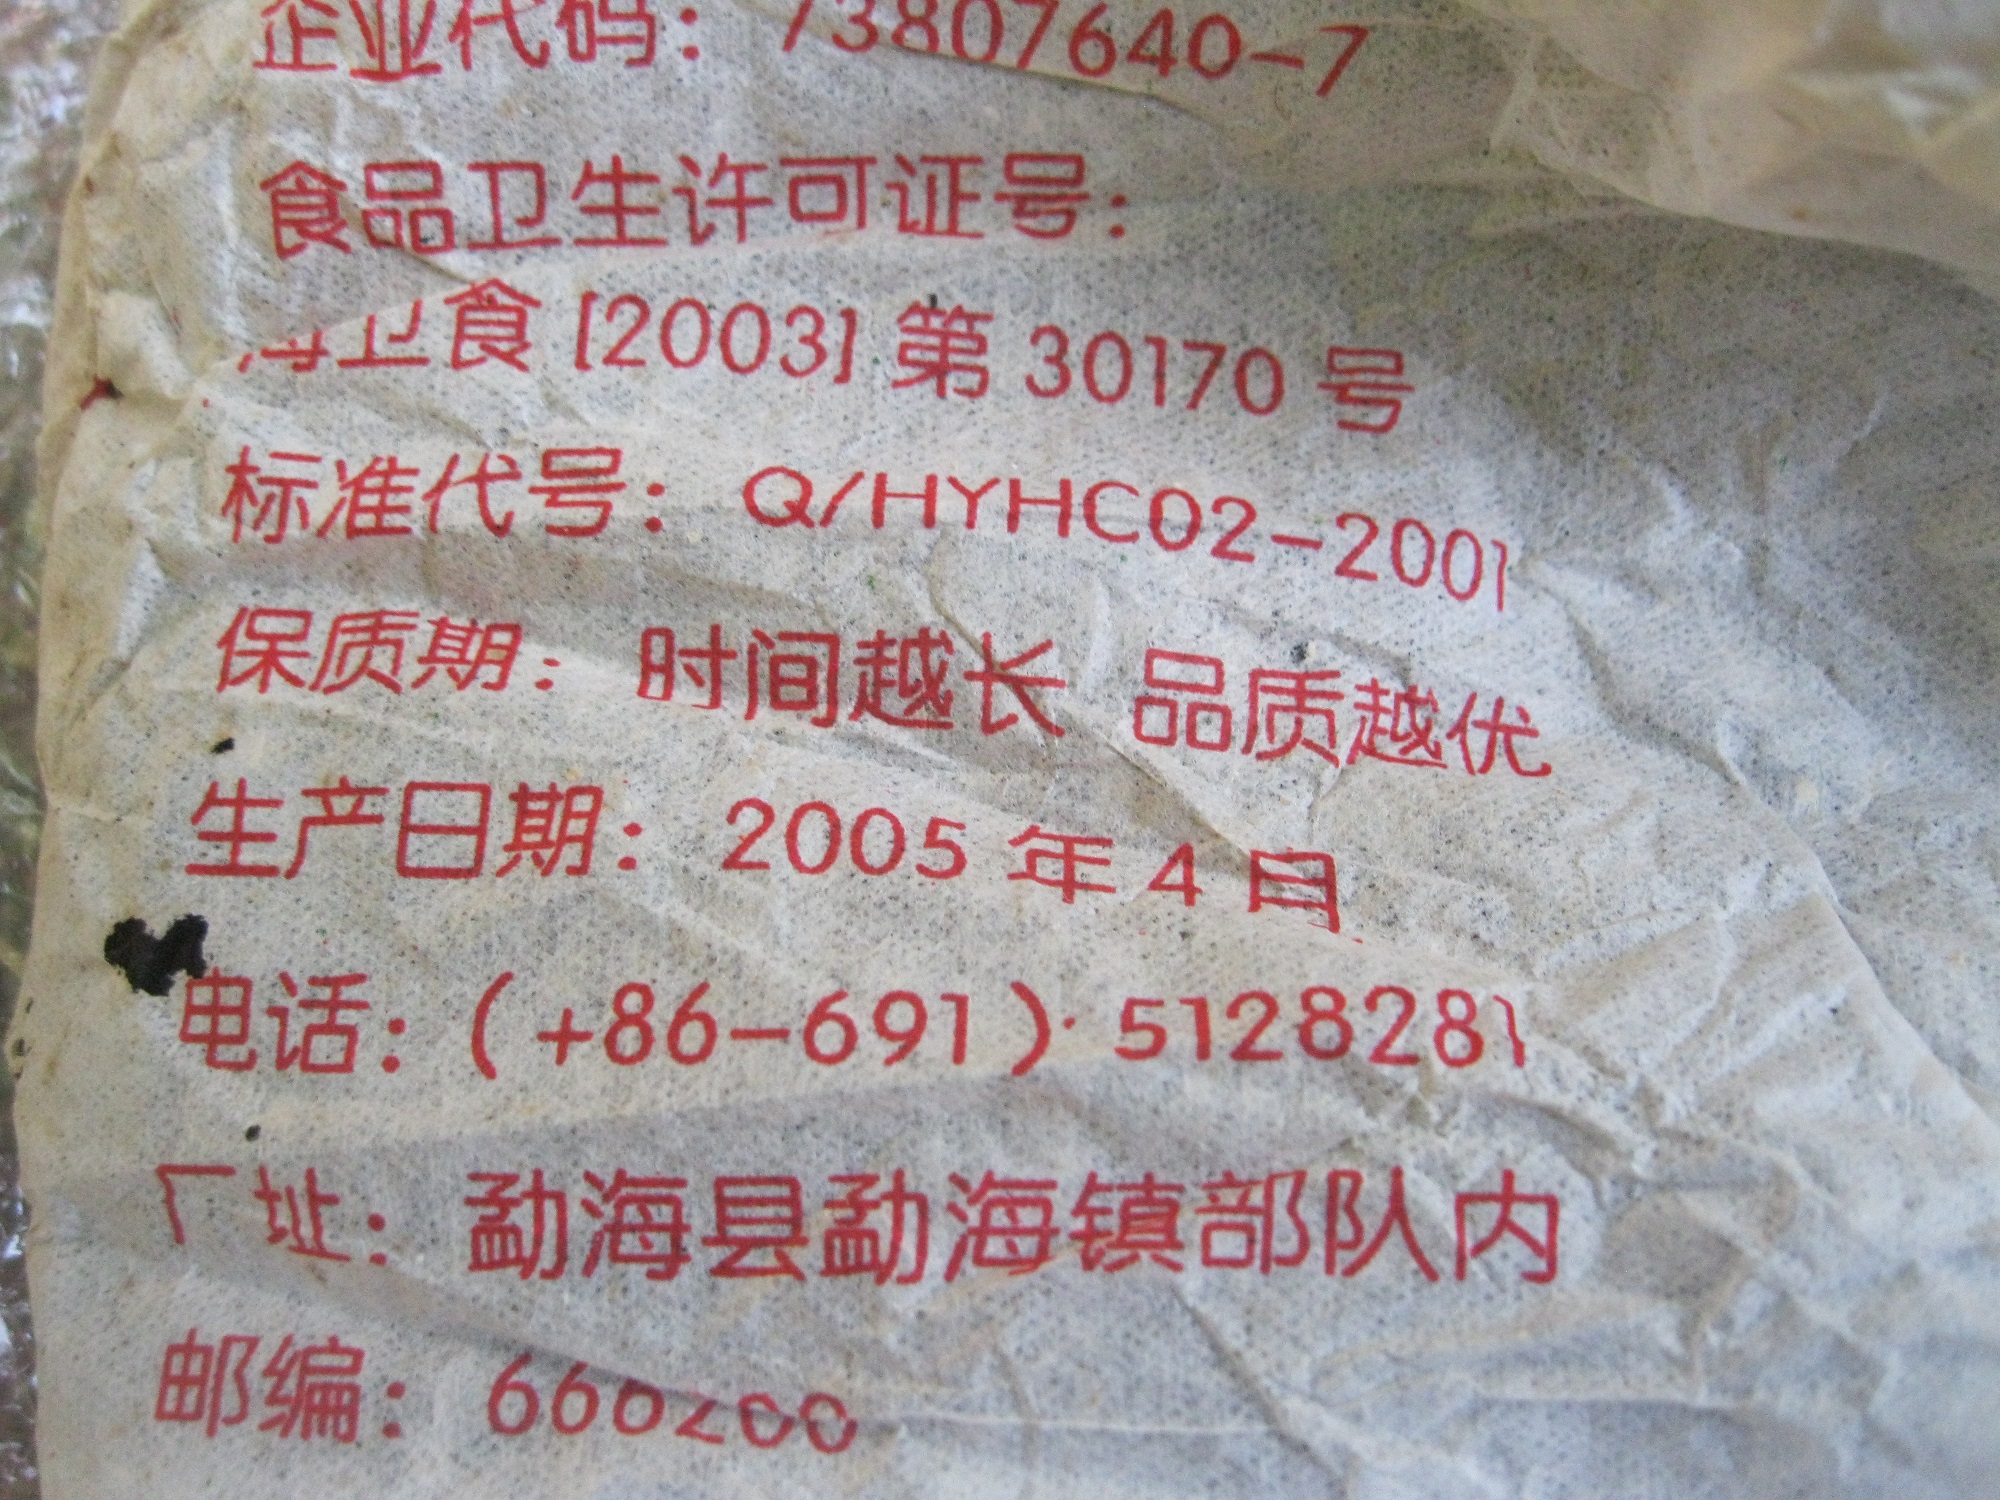 企业代码：73807640-7
食品卫生许可证号：
海卫食[2003]第 30170 号
标准代号：Q/HYHC02-2001
保质期：时间越长 品质越优
生产日期：2005 年 4 月
电话：(+86-691) 5128281
厂址：勐海县勐海镇部队内
邮编：666200